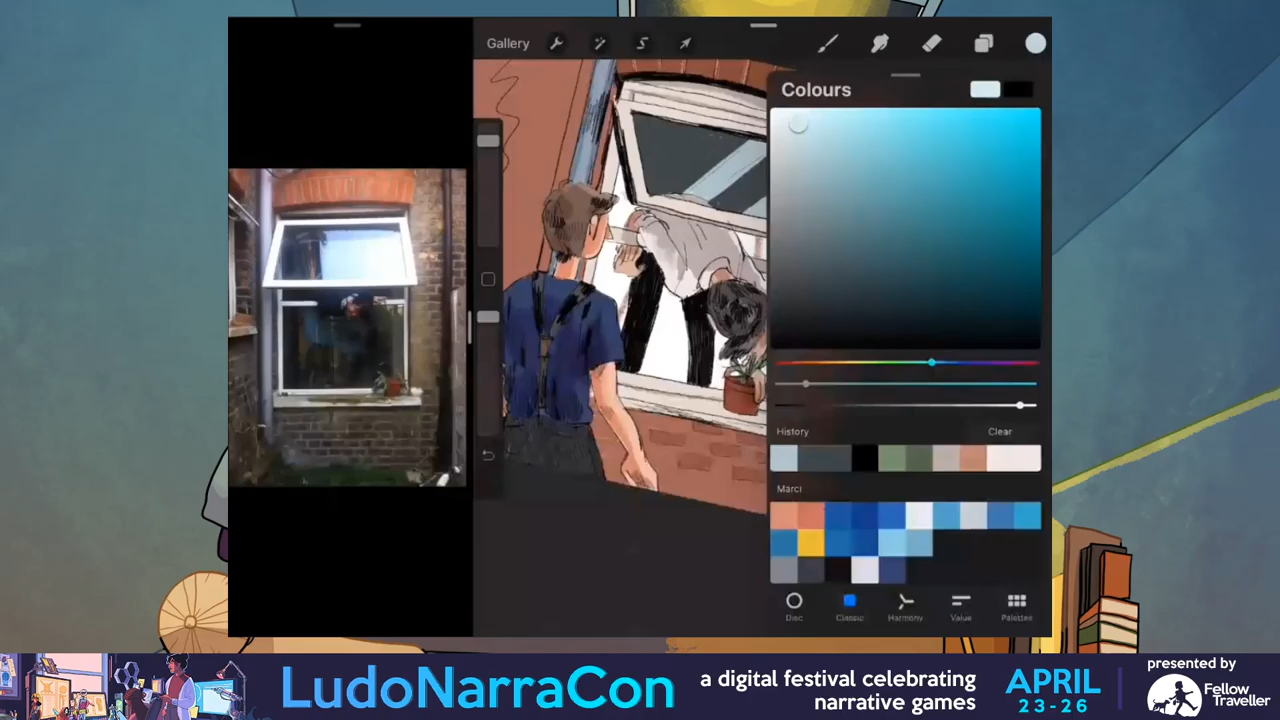 Gallery
Colours
History
Clear
Marci
Disc
Classic
Harmony
Value
Palettes
LudoNarraCon
a digital festival celebrating
narrative games
APRIL
23-26
presented by
Fellow
Traveller